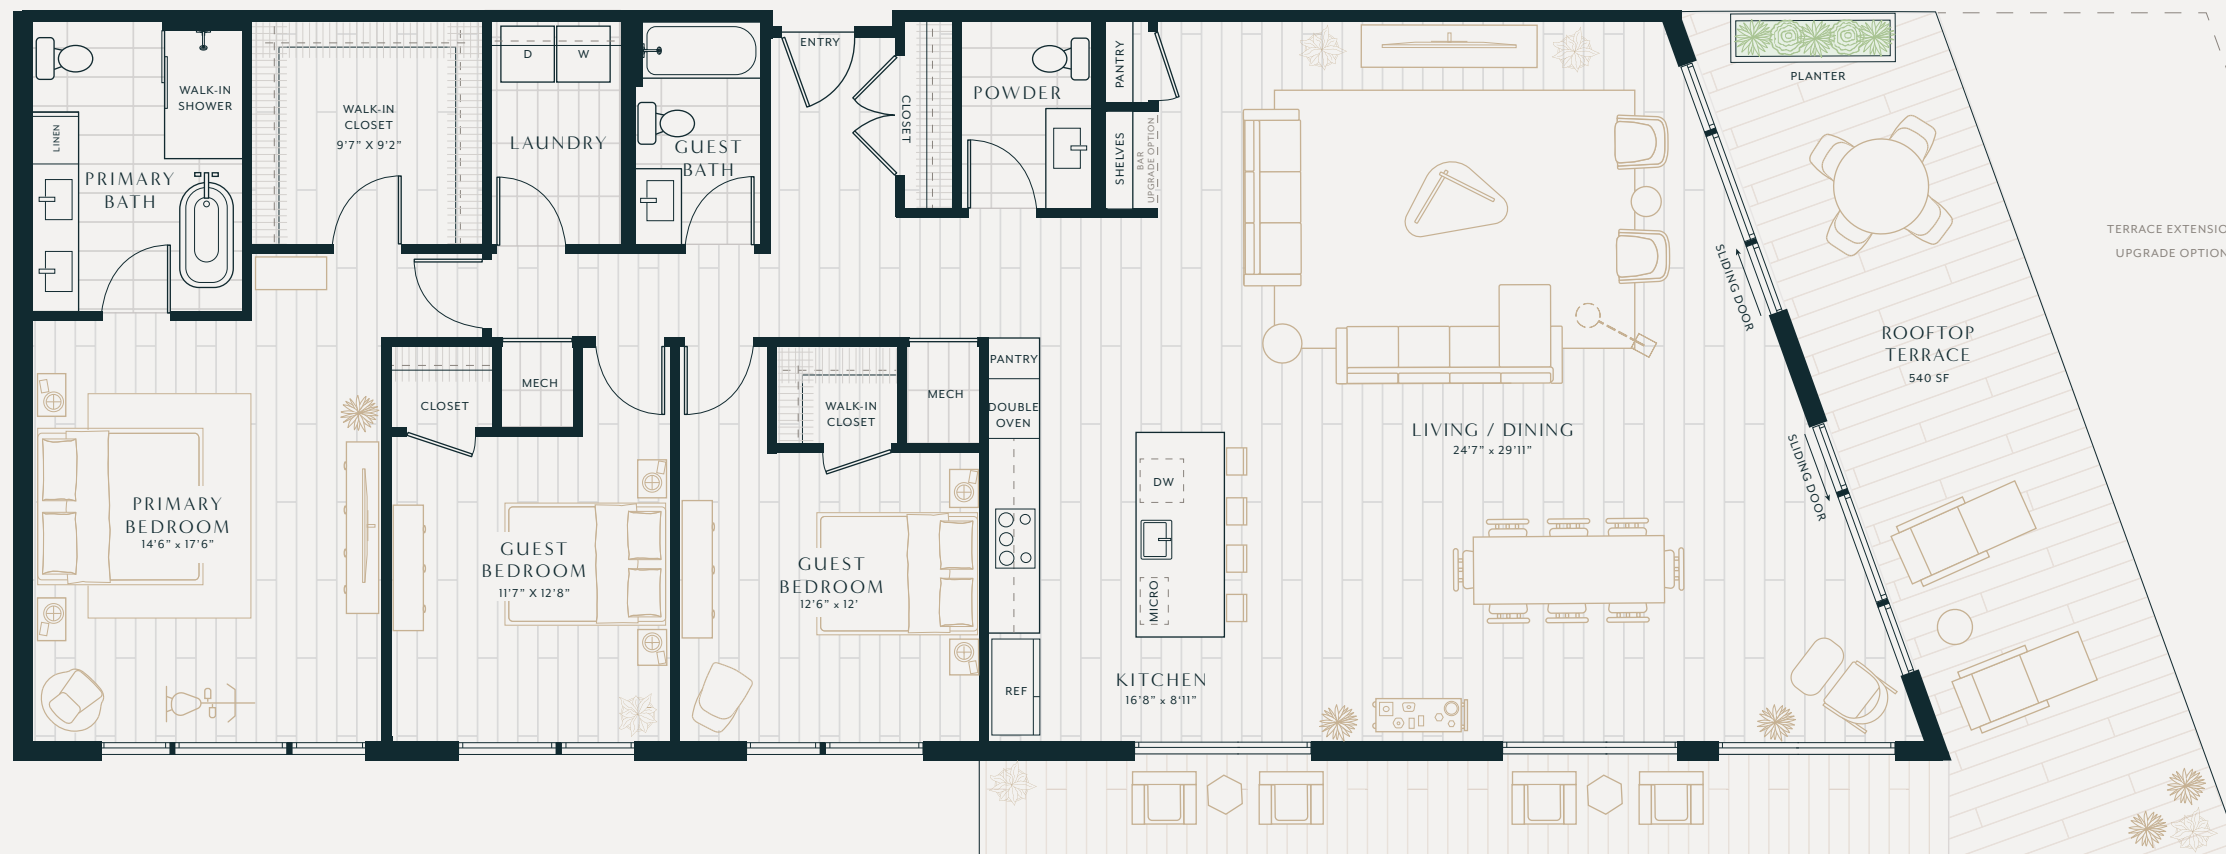 ENTRY
D
W
WALK-IN
SHOWER
WALK-IN
CLOSET
9'7" X 9'2"
LINEN
PRIMARY
BATH
LAUNDRY
GUEST
BATH
CLOSET
POWDER
PANTRY
SHELVES
BAR
UPGRADE OPTION
PLANTER
TERRACE EXTENSIO
UPGRADE OPTION
SLIDING DOOR
ROOFTOP
TERRACE
540 SF
CLOSET
MECH
WALK-IN
CLOSET
MECH
PANTRY
DOUBLE
OVEN
LIVING / DINING
24'7" x 29'11"
SLIDING DOOR
DW
MICRO
PRIMARY
BEDROOM
14'6" x 17'6"
GUEST
BEDROOM
11'7" X 12'8"
GUEST
BEDROOM
12'6" x 12'
REF
KITCHEN
16'8" x 8'11"